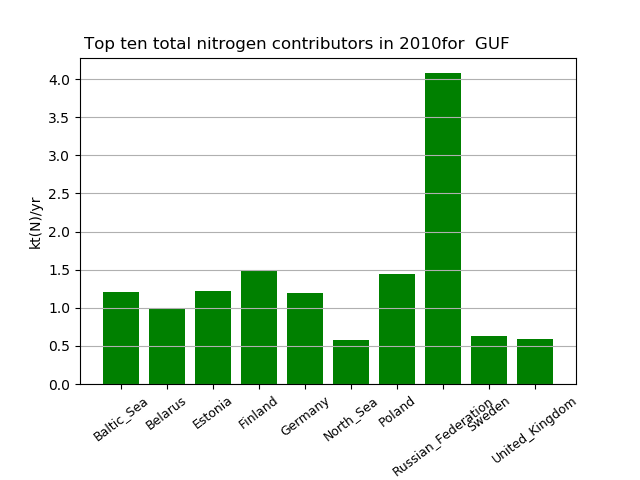 Top ten total nitrogen contributors in 2010for  GUF
kt(N)/yr
4.0
3.5
3.0
2.5
2.0
1.5
1.0
0.5
0.0
Baltic_Sea
Belarus
Estonia
Finland
Germany
North_Sea
Poland
Russian_Federation
Sweden
United_Kingdom